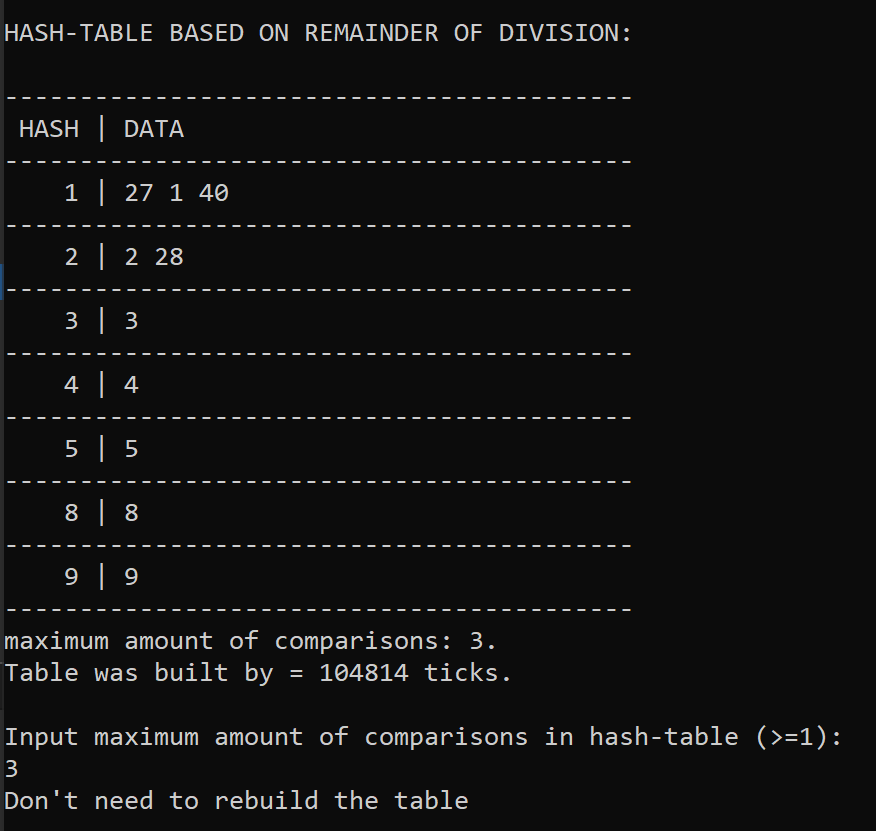 HASH-TABLE BASED ON REMAINDER OF DIVISION:
------------------------------------------
HASH | DATA
------------------------------------------
1 | 27 1 40
------------------------------------------
2 | 2 28
------------------------------------------
3 | 3
------------------------------------------
4 | 4
------------------------------------------
5 | 5
------------------------------------------
8 | 8
------------------------------------------
9 | 9
------------------------------------------
maximum amount of comparisons: 3.
Table was built by = 104814 ticks.
Input maximum amount of comparisons in hash-table (>=1):
3
Don't need to rebuild the table